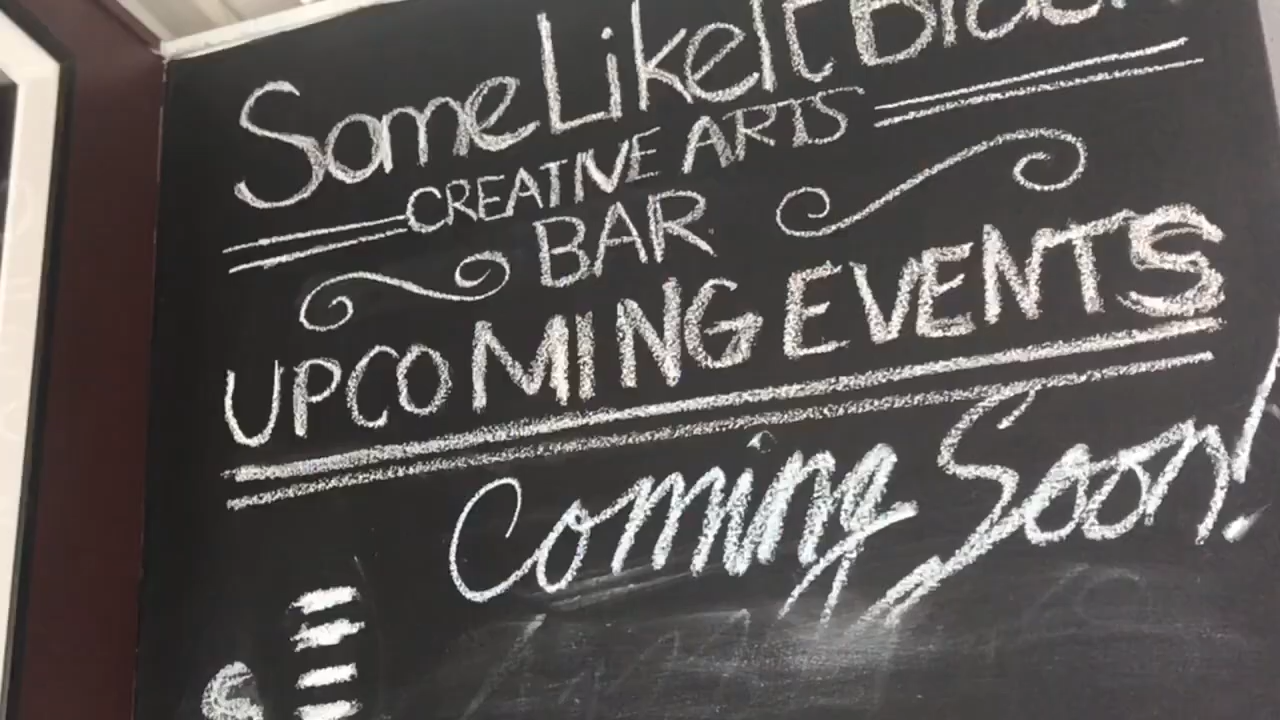 Some Like It
CREATIVE ARTS
BAR
UPCOMING EVENTS
Coming Soon!